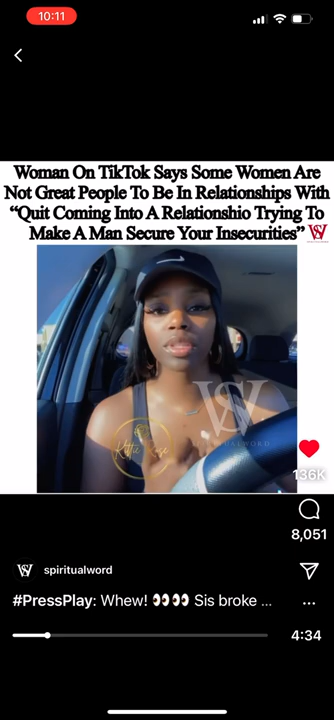 10:11
Woman On TikTok Says Some Women Are
Not Great People To Be In Relationships With
“Quit Coming Into A Relationshio Trying To
Make A Man Secure Your Insecurities”
136K
8,051
spiritualword
#PressPlay: Whew! 👀👀 Sis broke ...
4:34